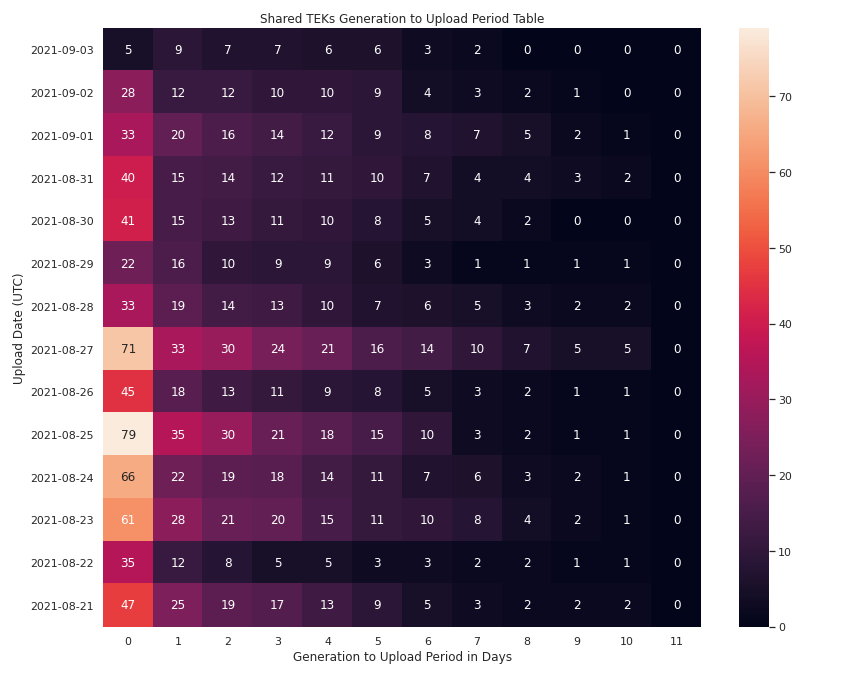 Shared TEKs Generation to Upload Period Table
Upload Date (UTC)
2021-09-03 5 9 7 7 6 6 3 2 0 0 0 0
2021-09-02 28 12 12 10 10 9 4 3 2 1 0 0
2021-09-01 33 20 16 14 12 9 8 7 5 2 1 0
2021-08-31 40 15 14 12 11 10 7 4 4 3 2 0
2021-08-30 41 15 13 11 10 8 5 4 2 0 0 0
2021-08-29 22 16 10 9 9 6 3 1 1 1 1 0
2021-08-28 33 19 14 13 10 7 6 5 3 2 2 0
2021-08-27 71 33 30 24 21 16 14 10 7 5 5 0
2021-08-26 45 18 13 11 9 8 5 3 2 1 1 0
2021-08-25 79 35 30 21 18 15 10 3 2 1 1 0
2021-08-24 66 22 19 18 14 11 7 6 3 2 1 0
2021-08-23 61 28 21 20 15 11 10 8 4 2 1 0
2021-08-22 35 12 8 5 5 3 3 2 2 1 1 0
2021-08-21 47 25 19 17 13 9 5 3 2 2 2 0
0 1 2 3 4 5 6 7 8 9 10 11
Generation to Upload Period in Days
70
60
50
40
30
20
10
0